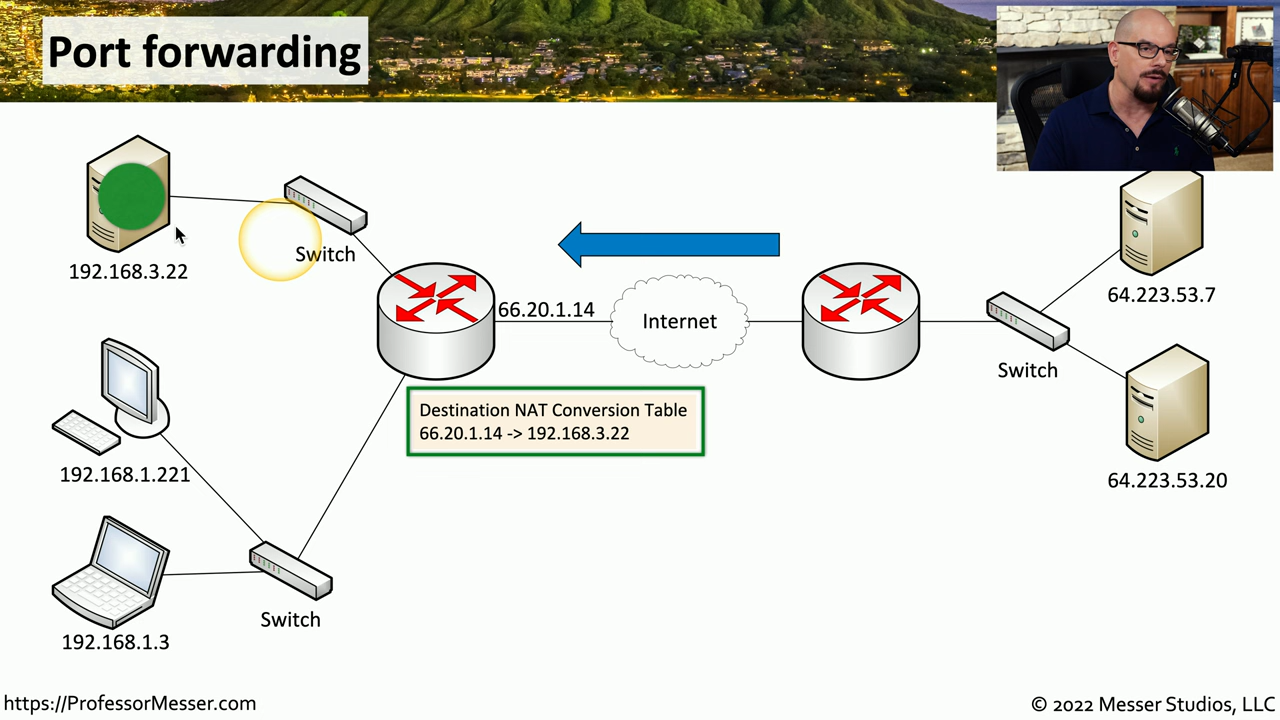 Port forwarding
192.168.3.22
Switch
66.20.1.14
Internet
64.223.53.7
Switch
Destination NAT Conversion Table
66.20.1.14 -> 192.168.3.22
192.168.1.221
64.223.53.20
Switch
192.168.1.3
https://ProfessorMesser.com
© 2022 Messer Studios, LLC